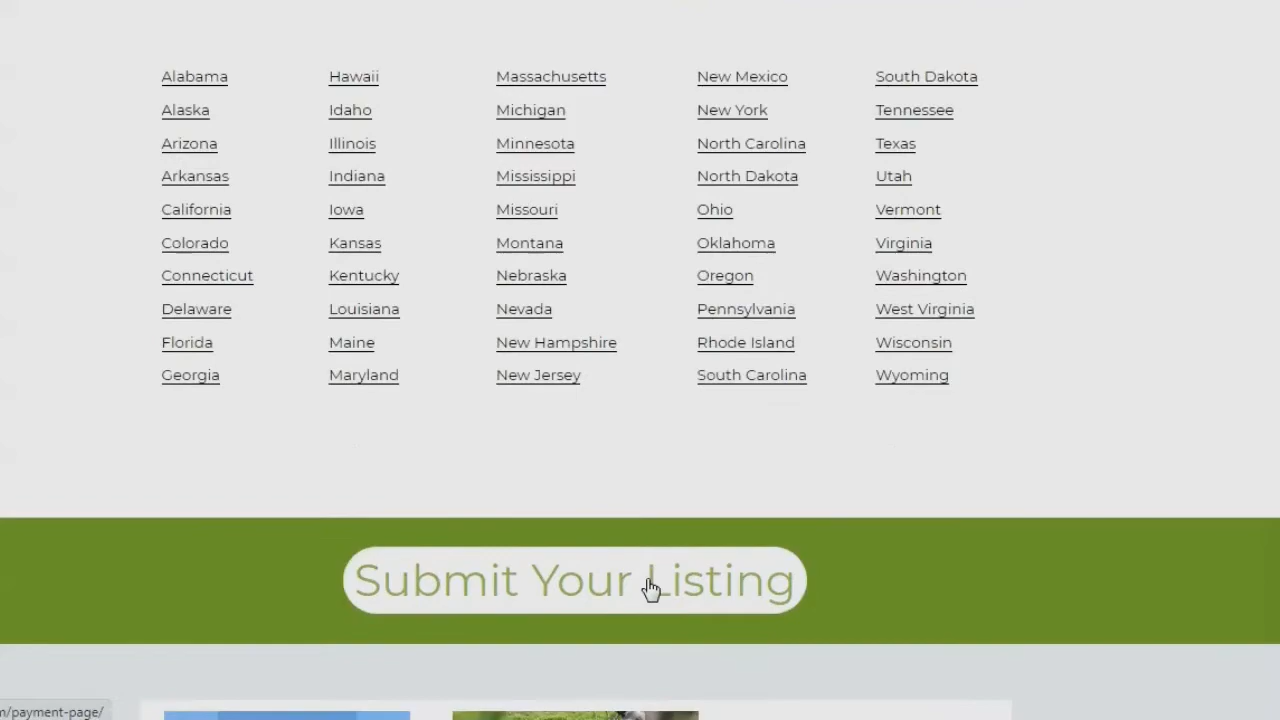 Alabama
Alaska
Arizona
Arkansas
California
Colorado
Connecticut
Delaware
Florida
Georgia
Hawaii
Idaho
Illinois
Indiana
Iowa
Kansas
Kentucky
Louisiana
Maine
Maryland
Massachusetts
Michigan
Minnesota
Mississippi
Missouri
Montana
Nebraska
Nevada
New Hampshire
New Jersey
New Mexico
New York
North Carolina
North Dakota
Ohio
Oklahoma
Oregon
Pennsylvania
Rhode Island
South Carolina
South Dakota
Tennessee
Texas
Utah
Vermont
Virginia
Washington
West Virginia
Wisconsin
Wyoming
Submit Your Listing
m/payment-page/